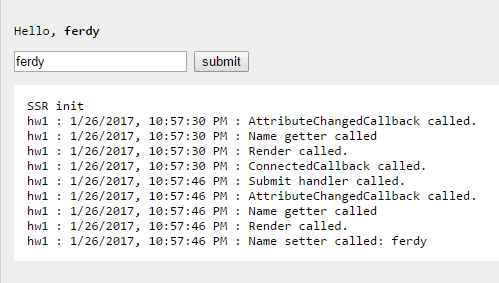 Hello, ferdy
ferdy submit
SSR init
hw1 : 1/26/2017, 10:57:30 PM : AttributeChangedCallback called.
hw1 : 1/26/2017, 10:57:30 PM : Name getter called
hw1 : 1/26/2017, 10:57:30 PM : Render called.
hw1 : 1/26/2017, 10:57:30 PM : ConnectedCallback called.
hw1 : 1/26/2017, 10:57:46 PM : Submit handler called.
hw1 : 1/26/2017, 10:57:46 PM : AttributeChangedCallback called.
hw1 : 1/26/2017, 10:57:46 PM : Name getter called
hw1 : 1/26/2017, 10:57:46 PM : Render called.
hw1 : 1/26/2017, 10:57:46 PM : Name setter called: ferdy